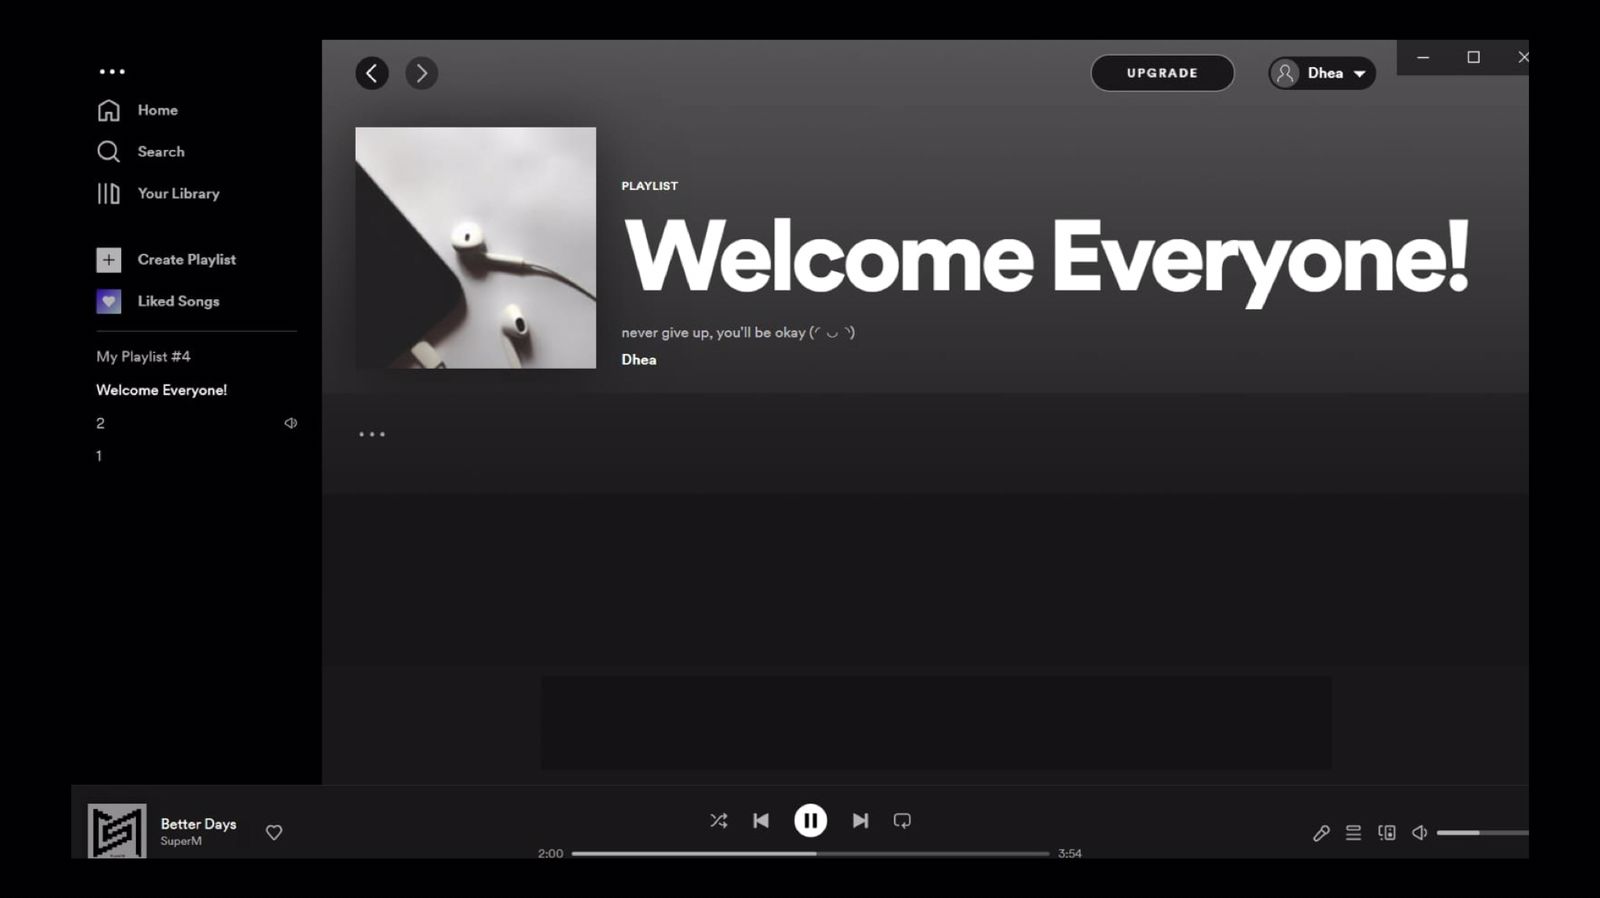 Home
Search
Your Library
Create Playlist
Liked Songs
My Playlist #4
Welcome Everyone!
2
1
UPGRADE
Dhea
PLAYLIST
Welcome Everyone!
never give up, you'll be okay (◜ ◡ ◝)
Dhea
Better Days
SuperM
2:00
3:54